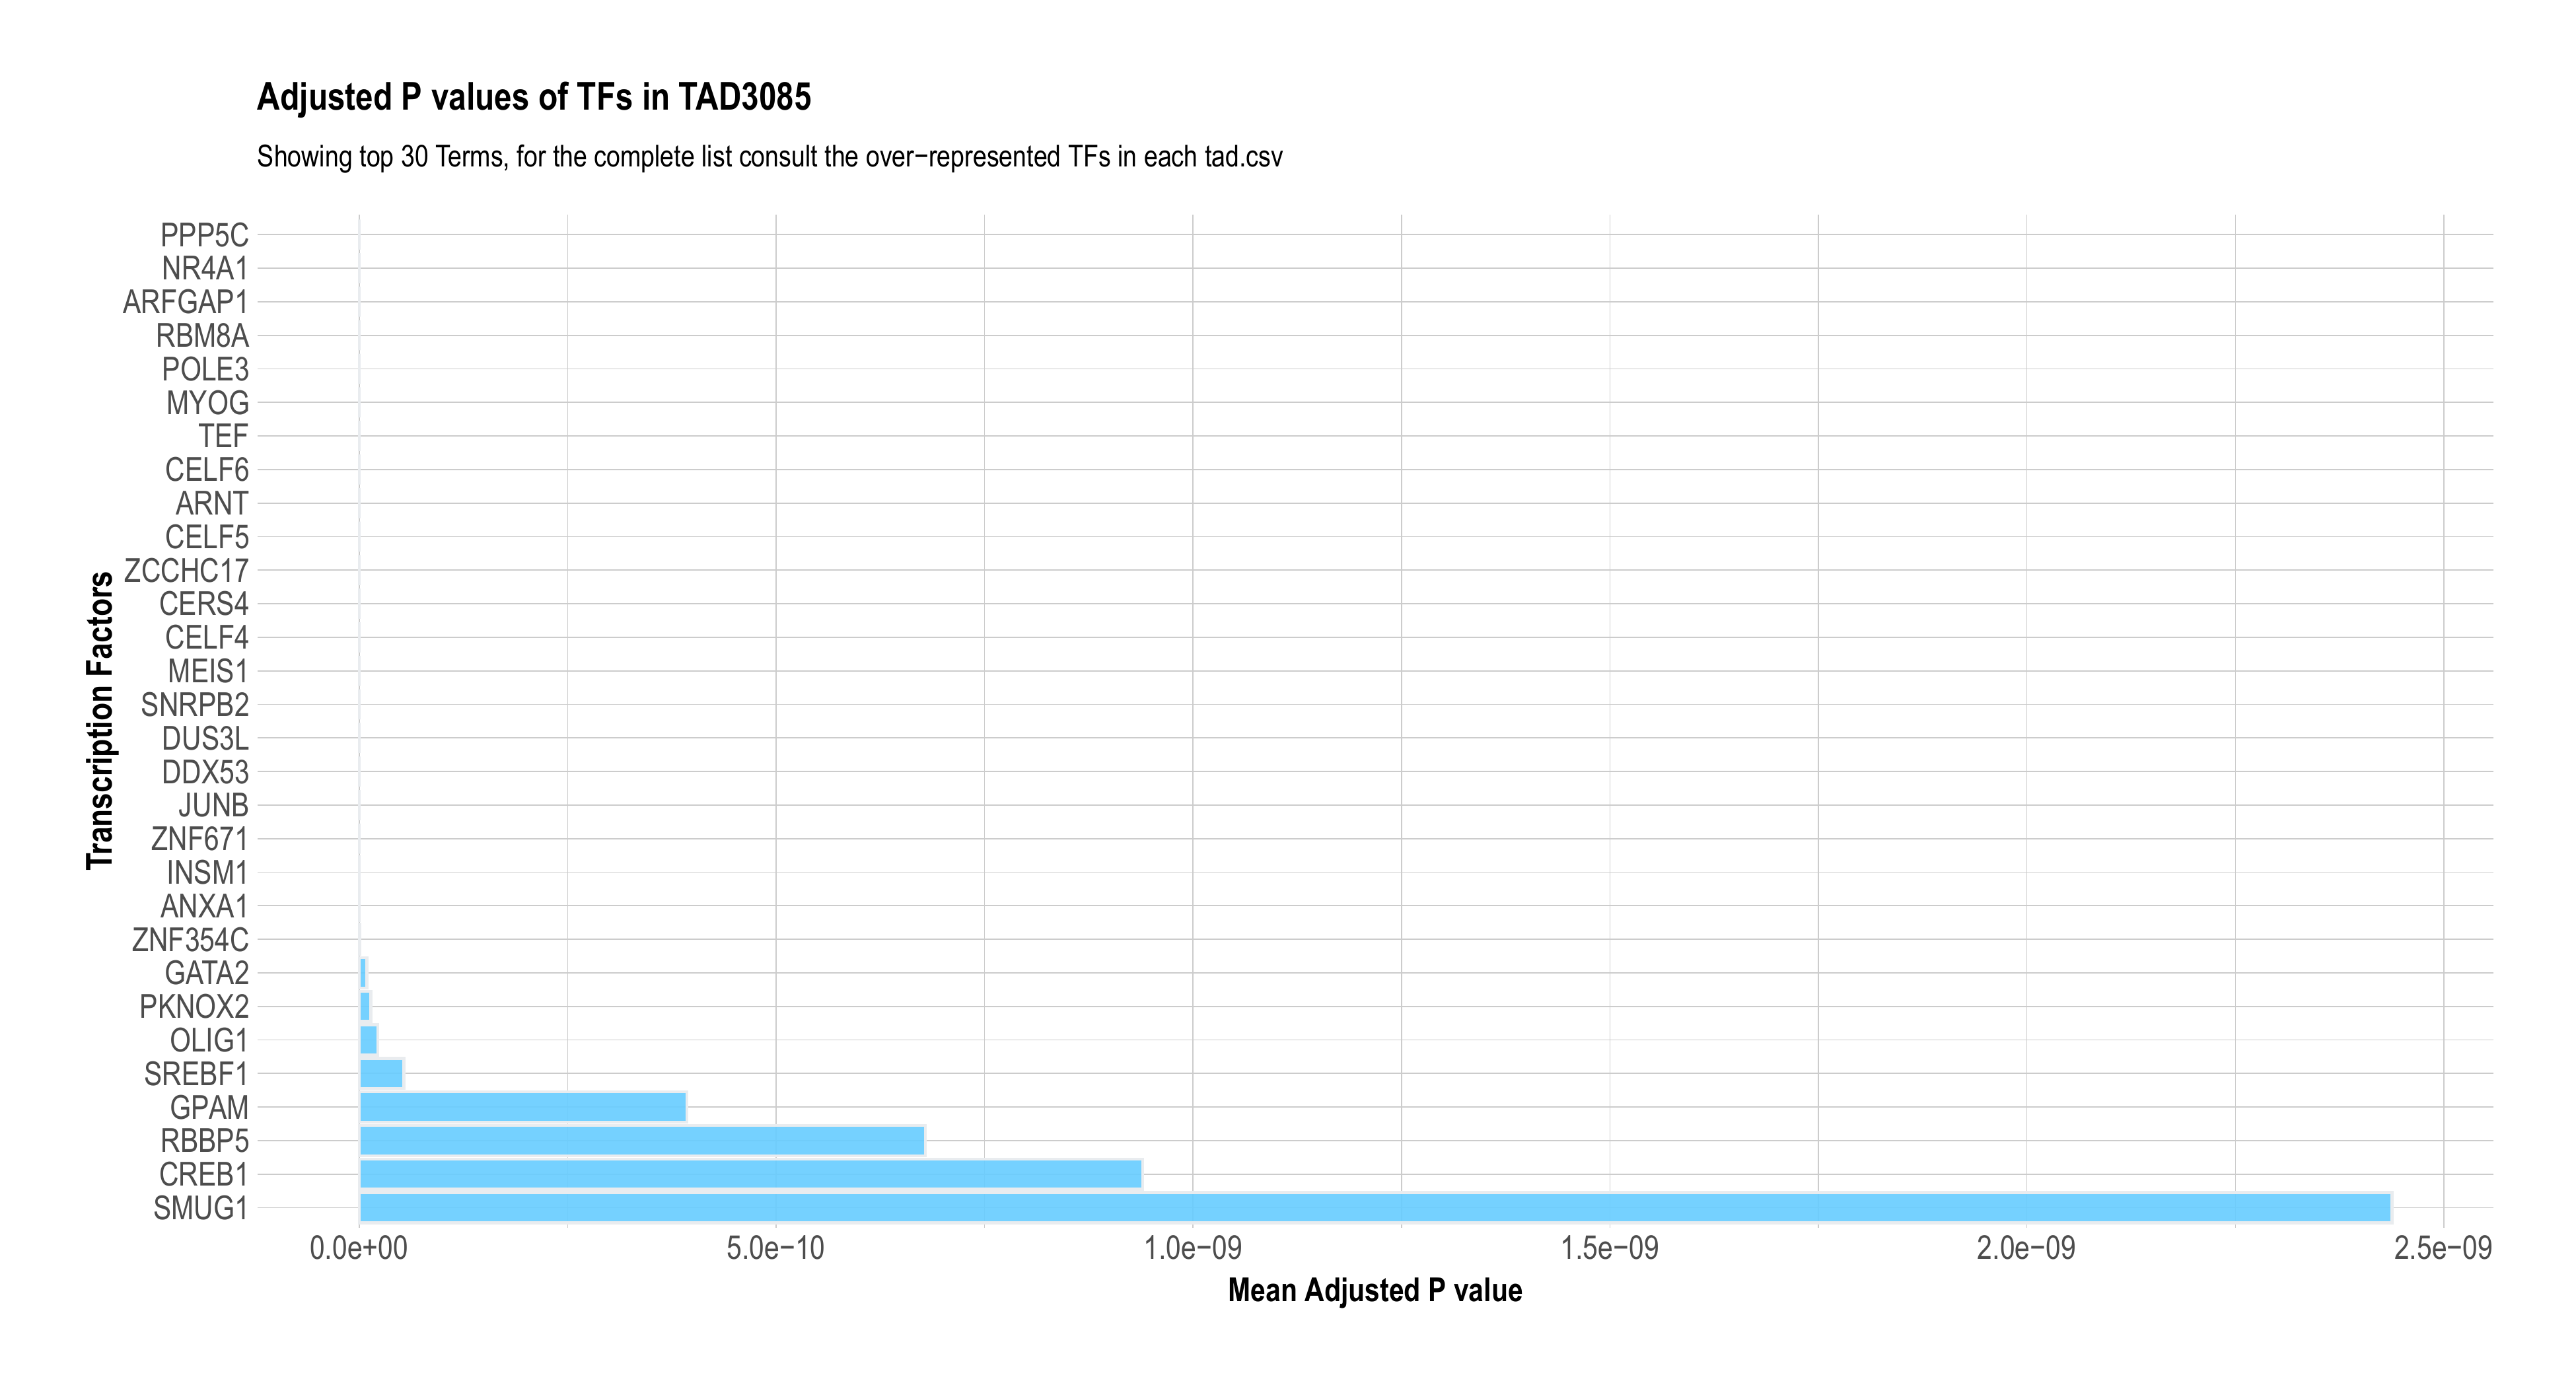 Adjusted P values of TFs in TAD3085
Showing top 30 Terms, for the complete list consult the over−represented TFs in each tad.csv
Transcription Factors
PPP5C
NR4A1
ARFGAP1
RBM8A
POLE3
MYOG
TEF
CELF6
ARNT
CELF5
ZCCHC17
CERS4
CELF4
MEIS1
SNRPB2
DUS3L
DDX53
JUNB
ZNF671
INSM1
ANXA1
ZNF354C
GATA2
PKNOX2
OLIG1
SREBF1
GPAM
RBBP5
CREB1
SMUG1
0.0e+00 5.0e−10 1.0e−09 1.5e−09 2.0e−09 2.5e−09
Mean Adjusted P value